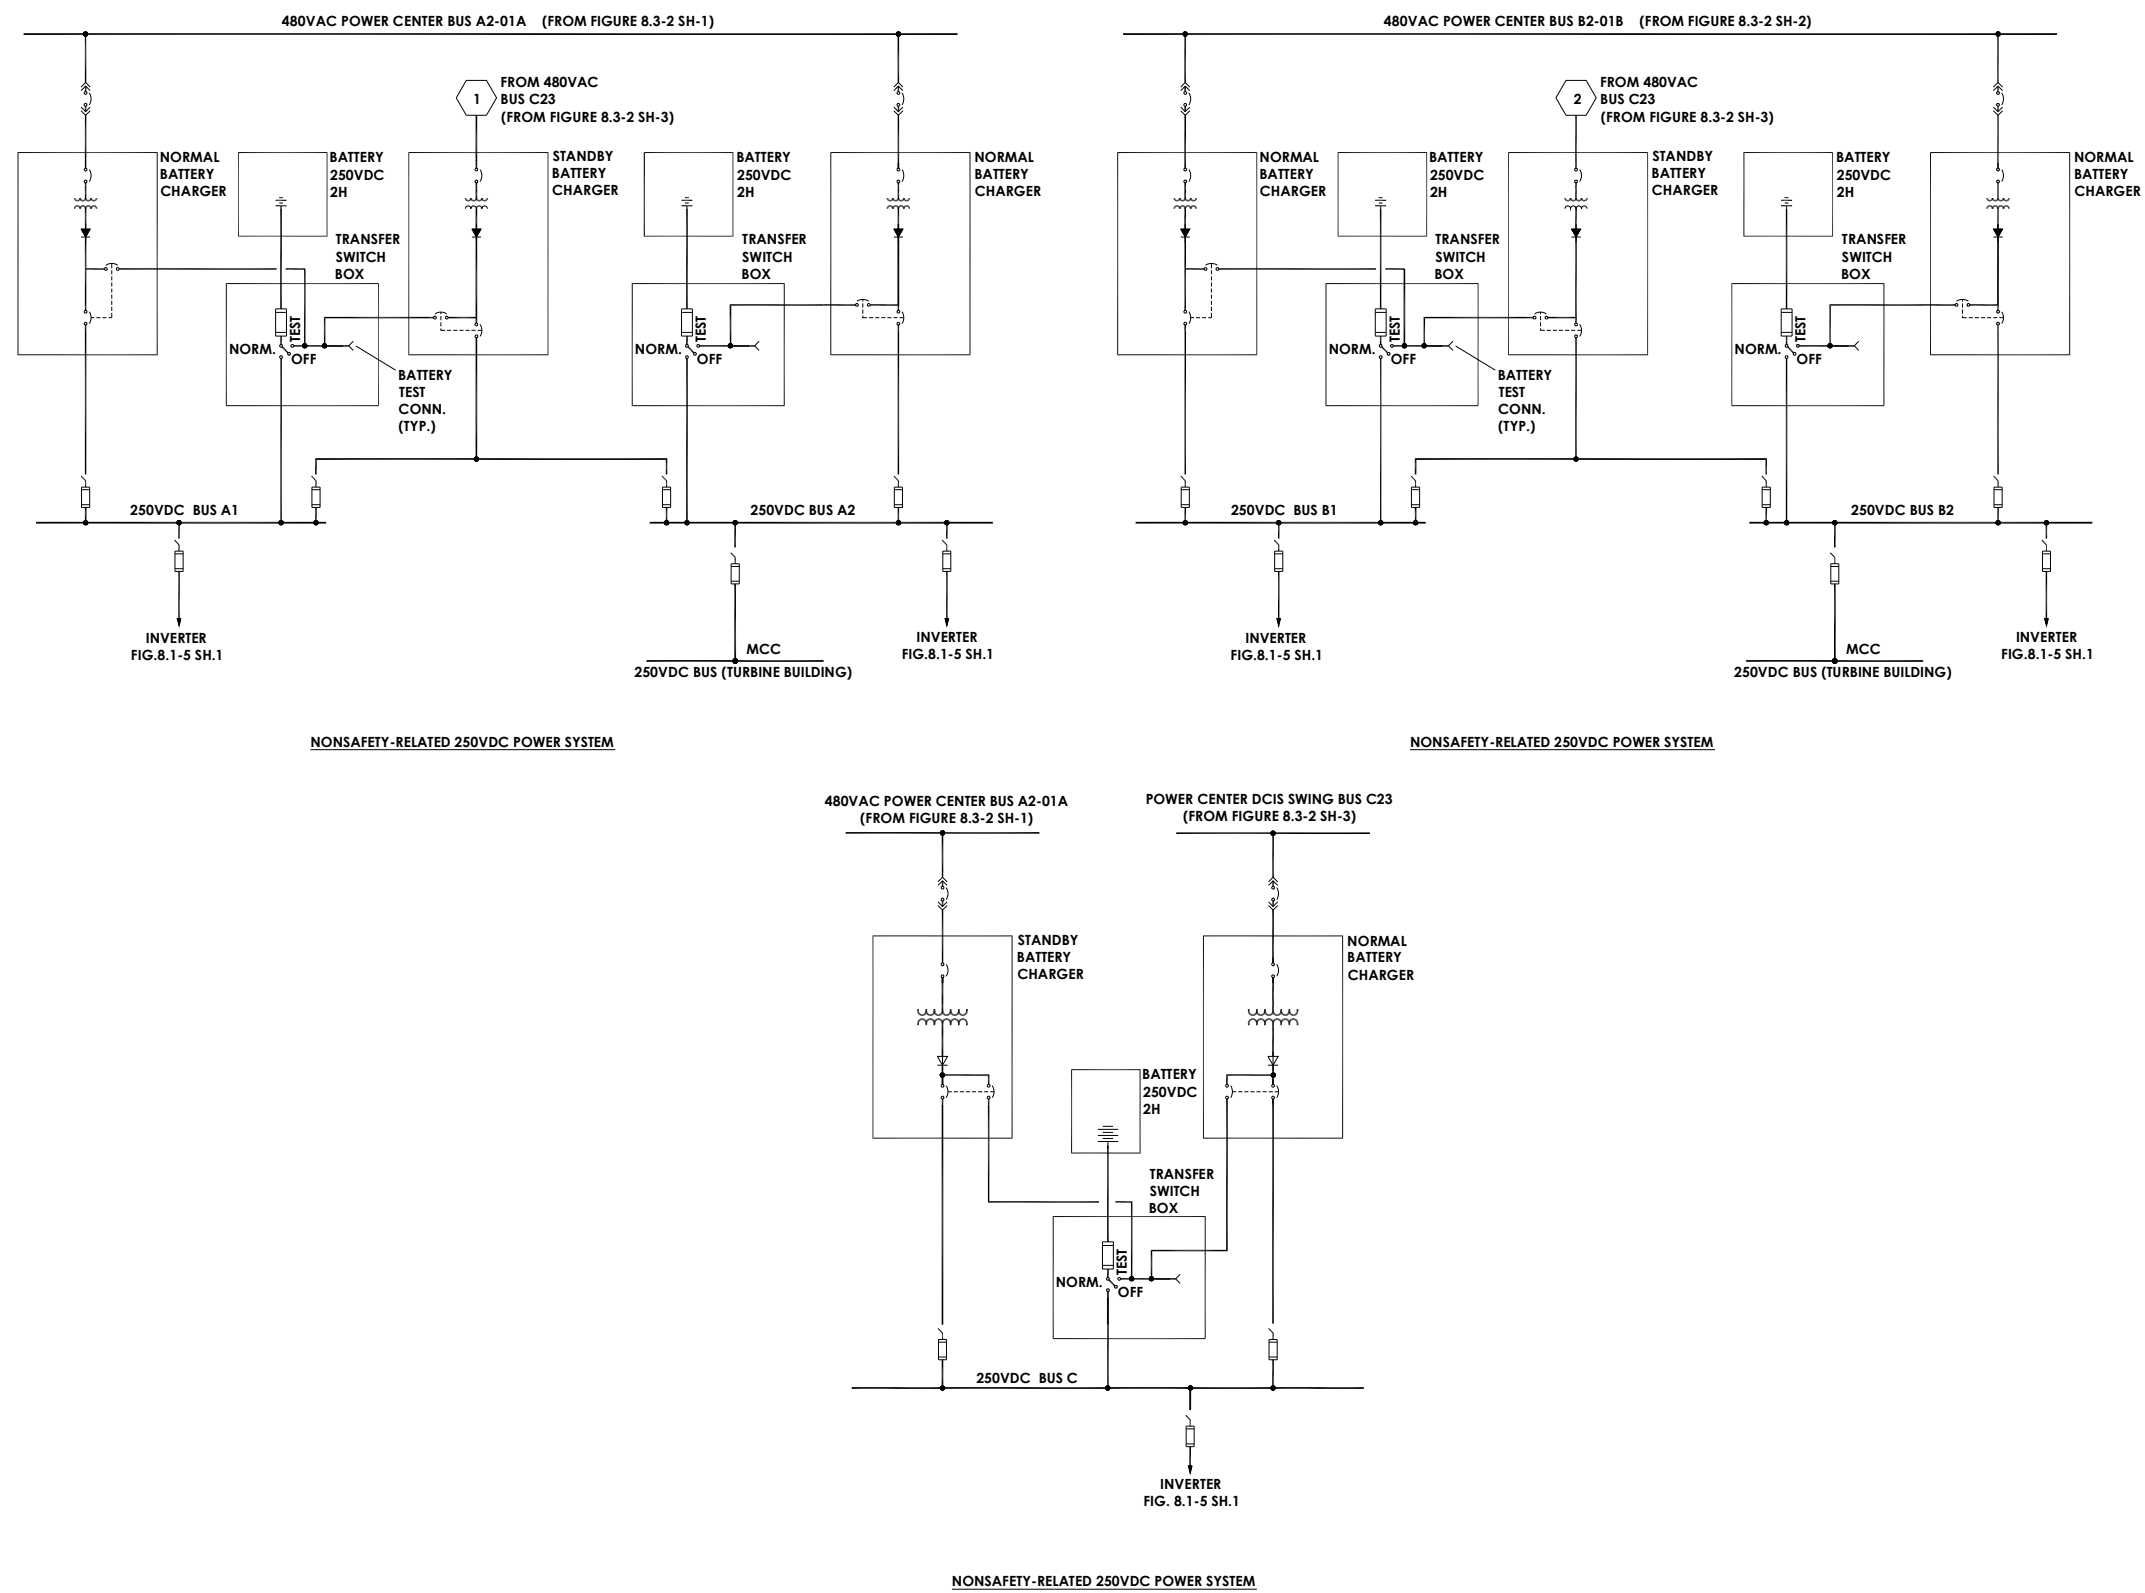 480VAC POWER CENTER BUS A2-01A (FROM FIGURE 8.3-2 SH-1)
1
FROM 480VAC
BUS C23
(FROM FIGURE 8.3-2 SH-3)
NORMAL
BATTERY
CHARGER
BATTERY
250VDC
2H
STANDBY
BATTERY
CHARGER
BATTERY
250VDC
2H
NORMAL
BATTERY
CHARGER
TRANSFER
SWITCH
BOX
TRANSFER
SWITCH
BOX
TEST
NORM.
OFF
TEST
NORM.
OFF
BATTERY
TEST
CONN.
(TYP.)
250VDC BUS A1
250VDC BUS A2
INVERTER
FIG.8.1-5 SH.1
MCC
250VDC BUS (TURBINE BUILDING)
INVERTER
FIG.8.1-5 SH.1
NONSAFETY-RELATED 250VDC POWER SYSTEM
480VAC POWER CENTER BUS B2-01B (FROM FIGURE 8.3-2 SH-2)
2
FROM 480VAC
BUS C23
(FROM FIGURE 8.3-2 SH-3)
NORMAL
BATTERY
CHARGER
BATTERY
250VDC
2H
STANDBY
BATTERY
CHARGER
BATTERY
250VDC
2H
NORMAL
BATTERY
CHARGER
TRANSFER
SWITCH
BOX
TRANSFER
SWITCH
BOX
TEST
NORM.
OFF
TEST
NORM.
OFF
BATTERY
TEST
CONN.
(TYP.)
250VDC BUS B1
250VDC BUS B2
INVERTER
FIG.8.1-5 SH.1
MCC
250VDC BUS (TURBINE BUILDING)
INVERTER
FIG.8.1-5 SH.1
NONSAFETY-RELATED 250VDC POWER SYSTEM
480VAC POWER CENTER BUS A2-01A
(FROM FIGURE 8.3-2 SH-1)
POWER CENTER DCIS SWING BUS C23
(FROM FIGURE 8.3-2 SH-3)
STANDBY
BATTERY
CHARGER
NORMAL
BATTERY
CHARGER
BATTERY
250VDC
2H
TRANSFER
SWITCH
BOX
TEST
NORM.
OFF
250VDC BUS C
INVERTER
FIG. 8.1-5 SH.1
NONSAFETY-RELATED 250VDC POWER SYSTEM